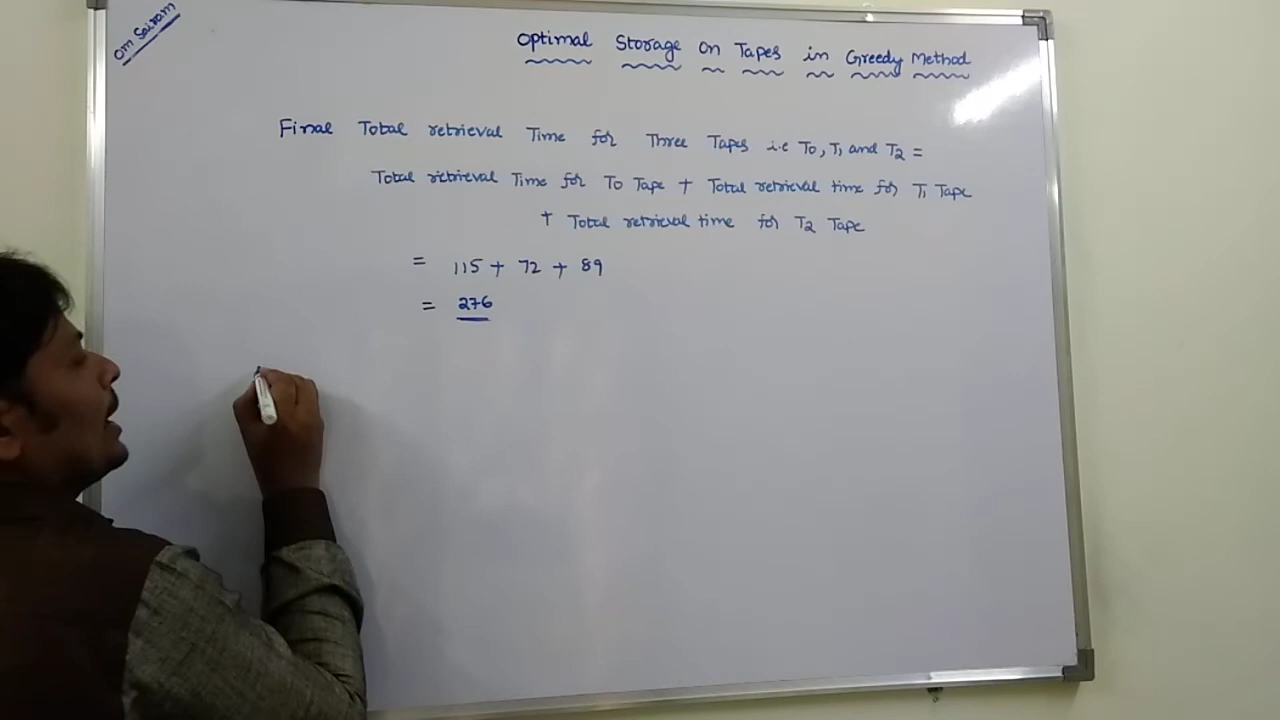 Om Sairam
Optimal Storage On Tapes in Greedy Method
Final Total retrieval Time for Three Tapes i.e T0, T1 and T2 =
Total retrieval Time for T0 Tape + Total retrieval time for T1 Tape
+ Total retrieval time for T2 Tape
= 115 + 72 + 89
= 276